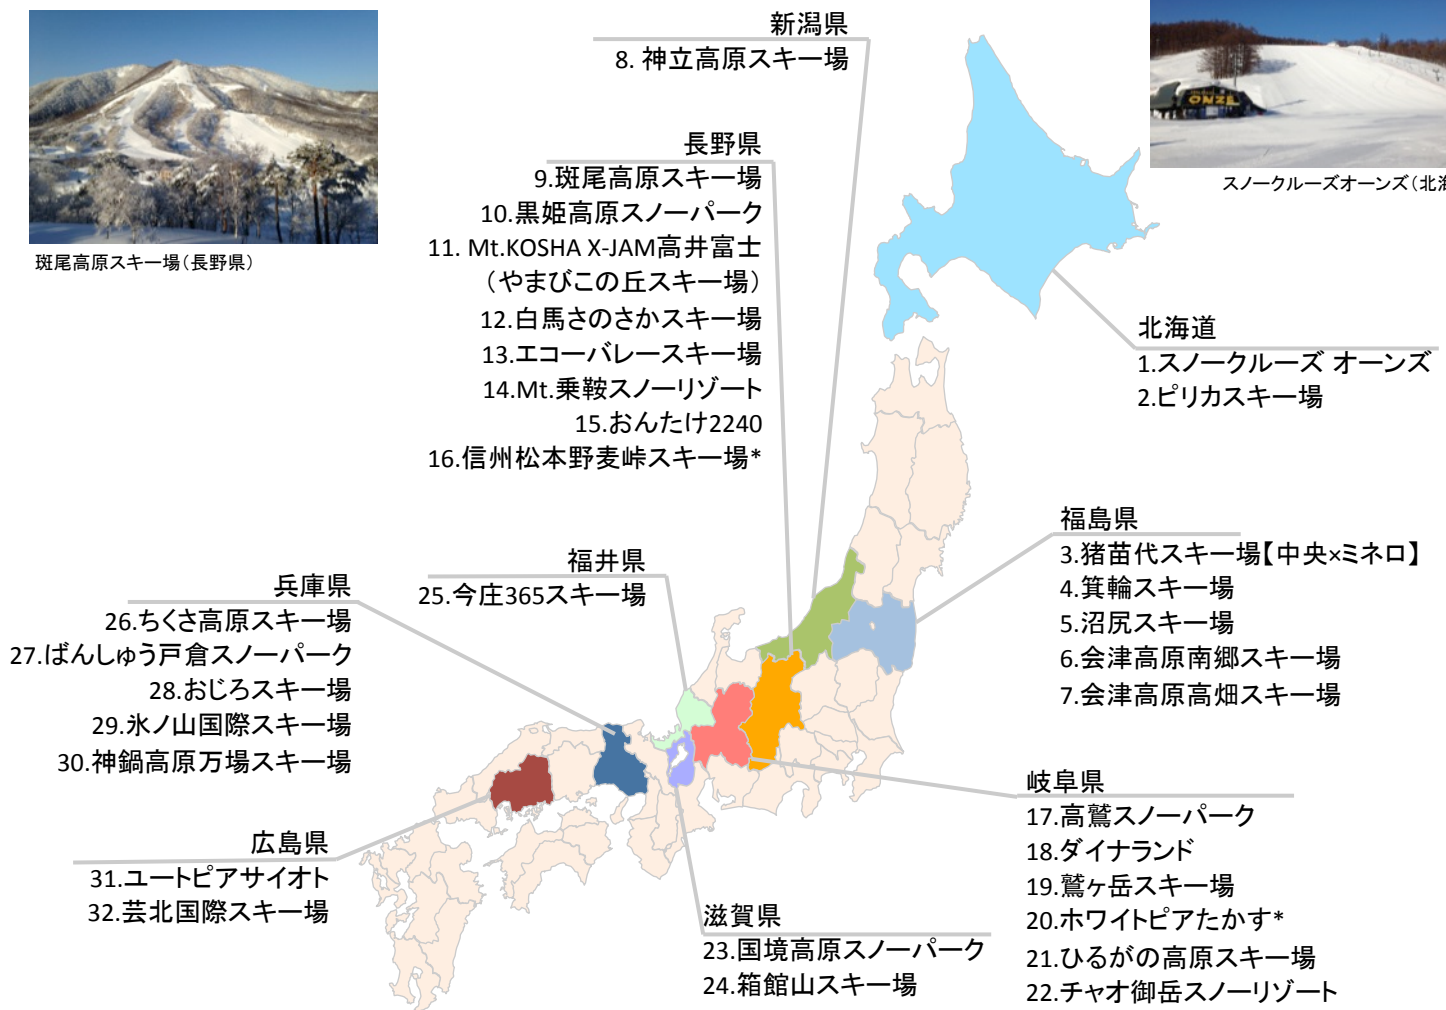 新潟県
8. 神立高原スキー場
ONZE
斑尾高原スキー場（長野県）
スノークルーズオーンズ（北海
長野県
9.斑尾高原スキー場
10.黒姫高原スノーパーク
11. Mt.KOSHA X-JAM高井富士
（やまびこの丘スキー場）
12.白馬さのさかスキー場
13.エコーバレースキー場
14.Mt.乗鞍スノーリゾート
15.おんたけ2240
16.信州松本野麦峠スキー場*
北海道
1.スノークルーズ オーンズ
2.ピリカスキー場
福島県
3.猪苗代スキー場【中央×ミネロ】
4.箕輪スキー場
5.沼尻スキー場
6.会津高原南郷スキー場
7.会津高原高畑スキー場
福井県
25.今庄365スキー場
兵庫県
26.ちくさ高原スキー場
27.ばんしゅう戸倉スノーパーク
28.おじろスキー場
29.氷ノ山国際スキー場
30.神鍋高原万場スキー場
広島県
31.ユートピアサイオト
32.芸北国際スキー場
滋賀県
23.国境高原スノーパーク
24.箱館山スキー場
岐阜県
17.高鷲スノーパーク
18.ダイナランド
19.鷲ヶ岳スキー場
20.ホワイトピアたかす*
21.ひるがの高原スキー場
22.チャオ御岳スノーリゾート